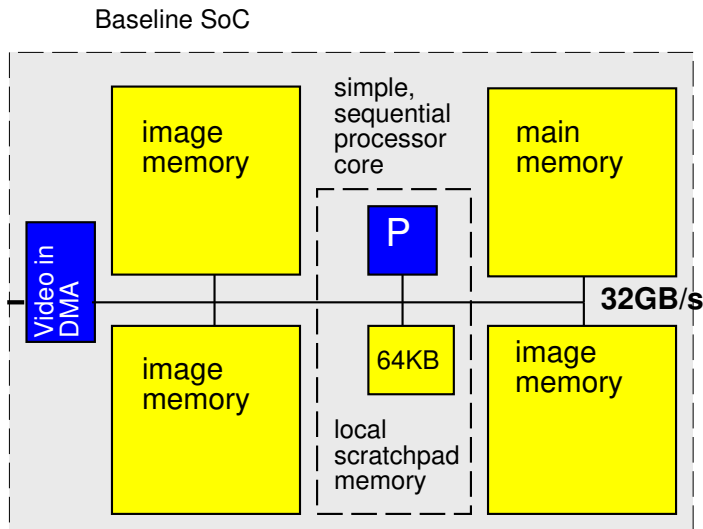 Baseline SoC
image
memory
simple,
sequential
processor
core
main
memory
P
Video in
DMA
32GB/s
image
memory
64KB
image
memory
local
scratchpad
memory